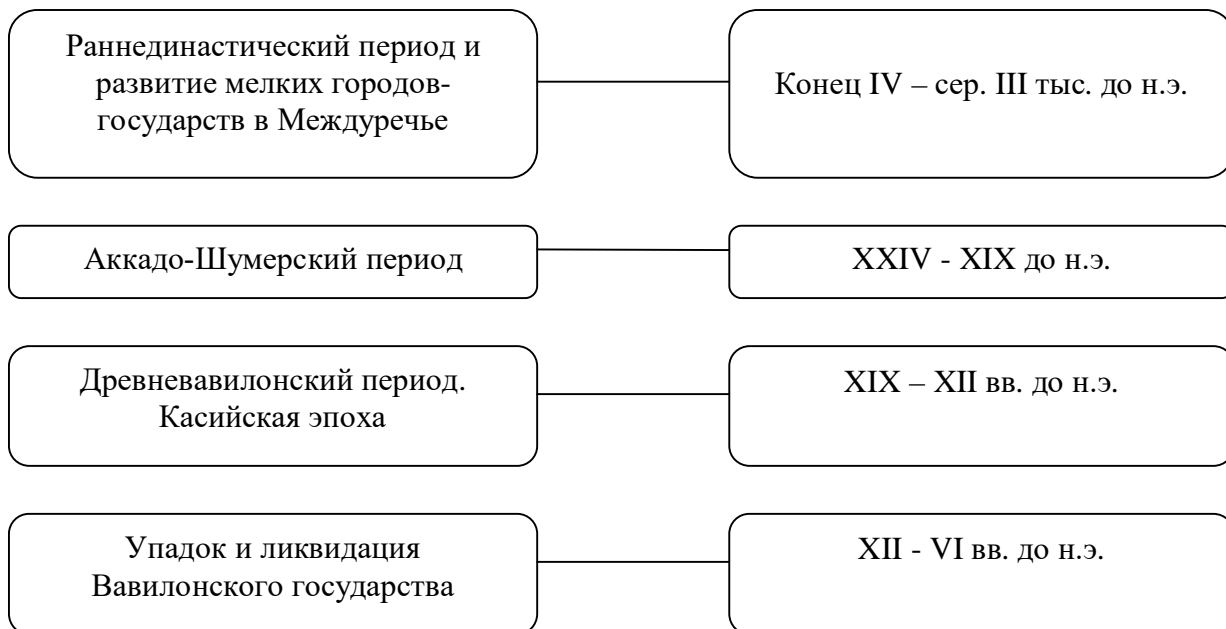 Раннединастический период и
развитие мелких городов-
государств в Междуречье
Конец IV – сер. III тыс. до н.э.
Аккадо-Шумерский период
XXIV - XIX до н.э.
Древневавилонский период.
Касийская эпоха
XIX – XII вв. до н.э.
Упадок и ликвидация
Вавилонского государства
XII - VI вв. до н.э.